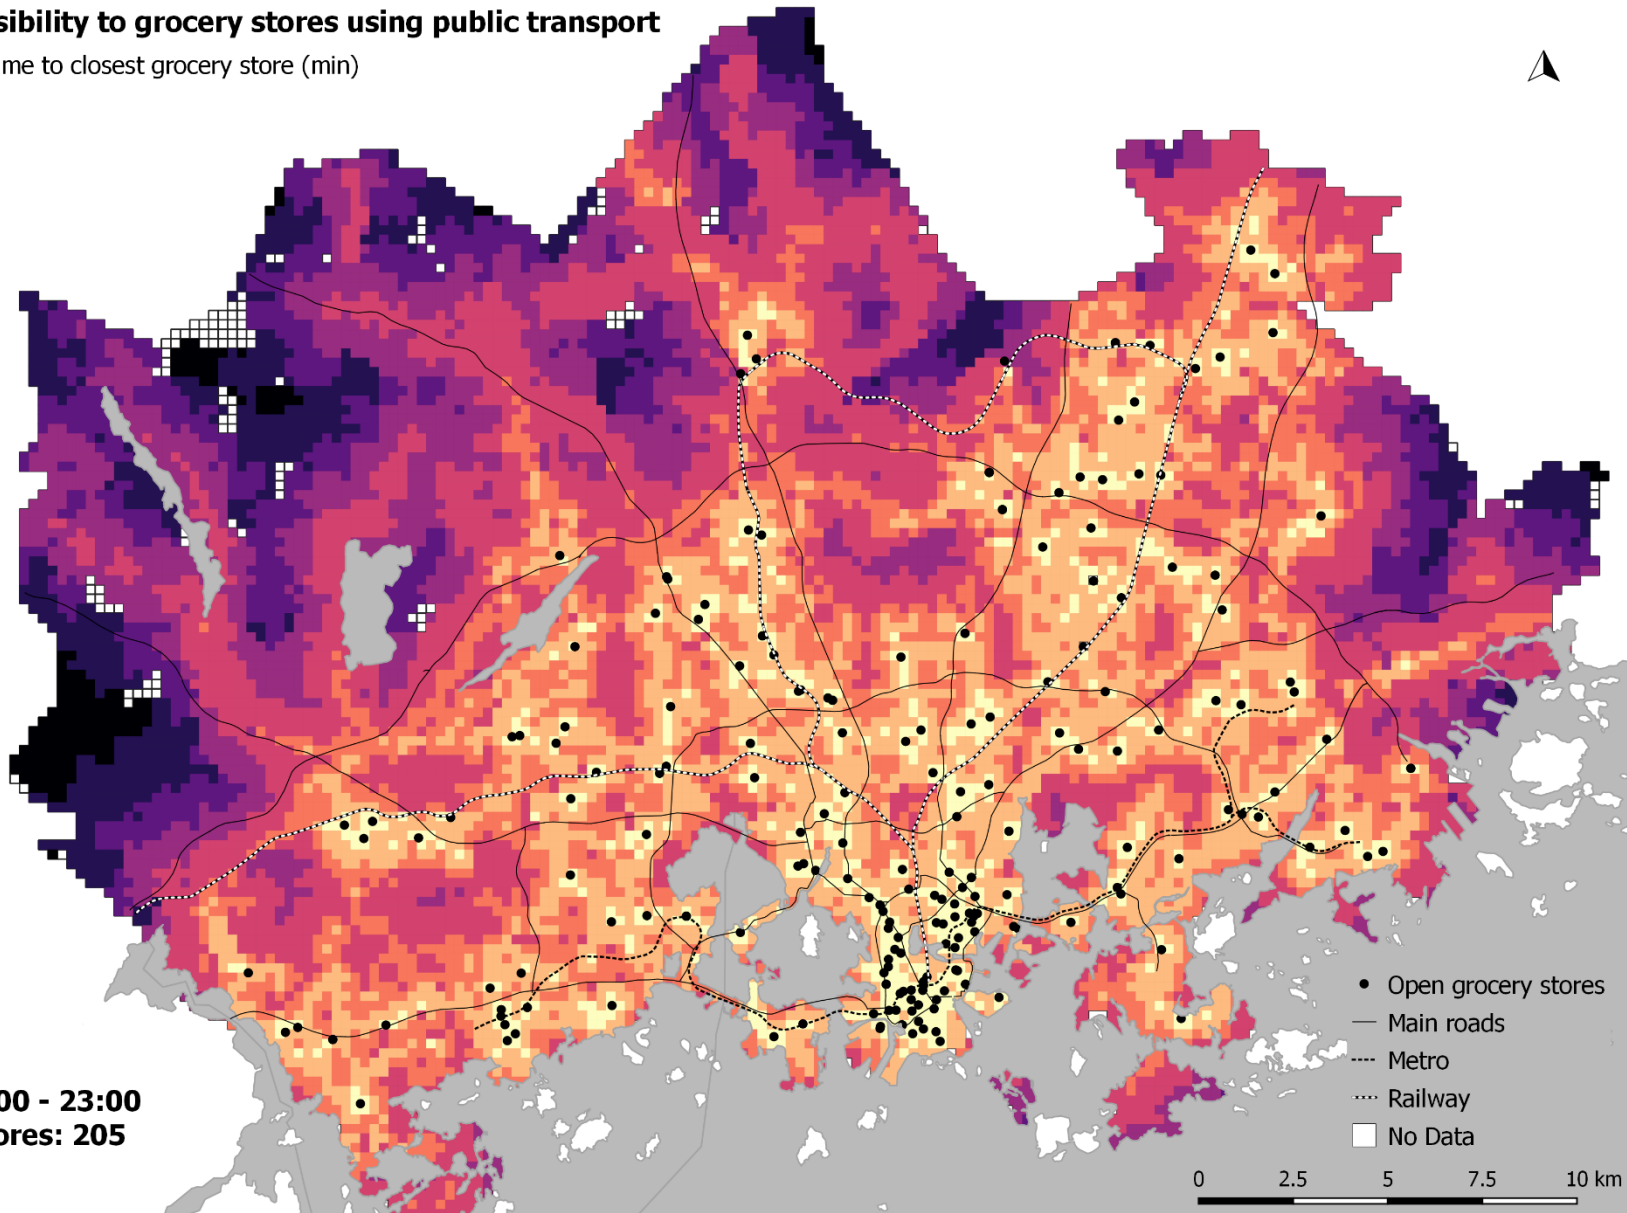 sibility to grocery stores using public transport
me to closest grocery store (min)
Open grocery stores
Main roads
Metro
Railway
No Data
00 - 23:00
ores: 205
0 2.5 5 7.5 10 km